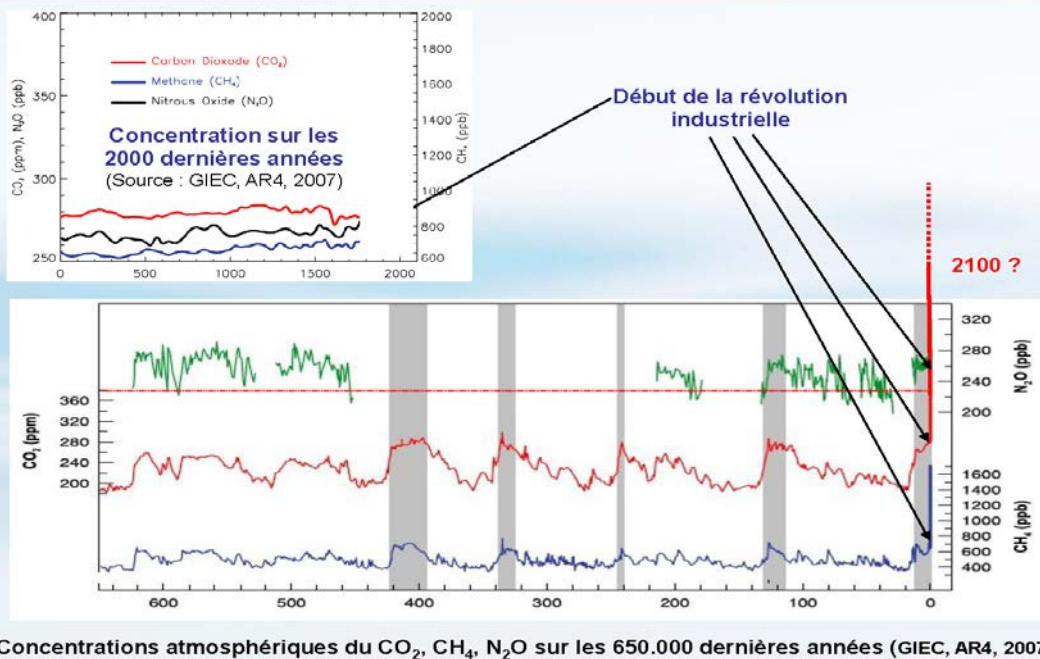 400
350
300
250
CO₂ (ppm), N₂O (ppb)
2000
1800
1600
1400
1200
1000
800
600
CH₄ (ppb)
Carbon Dioxide (CO₂)
Methane (CH₄)
Nitrous Oxide (N₂O)
Concentration sur les
2000 dernières années
(Source : GIEC, AR4, 2007)
0 500 1000 1500 2000
Début de la révolution
industrielle
2100 ?
360
320
280
240
200
CO₂ (ppm)
320
280
240
200
N₂O (ppb)
1600
1400
1200
1000
800
600
400
CH₄ (ppb)
600 500 400 300 200 100 0
Concentrations atmosphériques du CO₂, CH₄, N₂O sur les 650.000 dernières années (GIEC, AR4, 2007